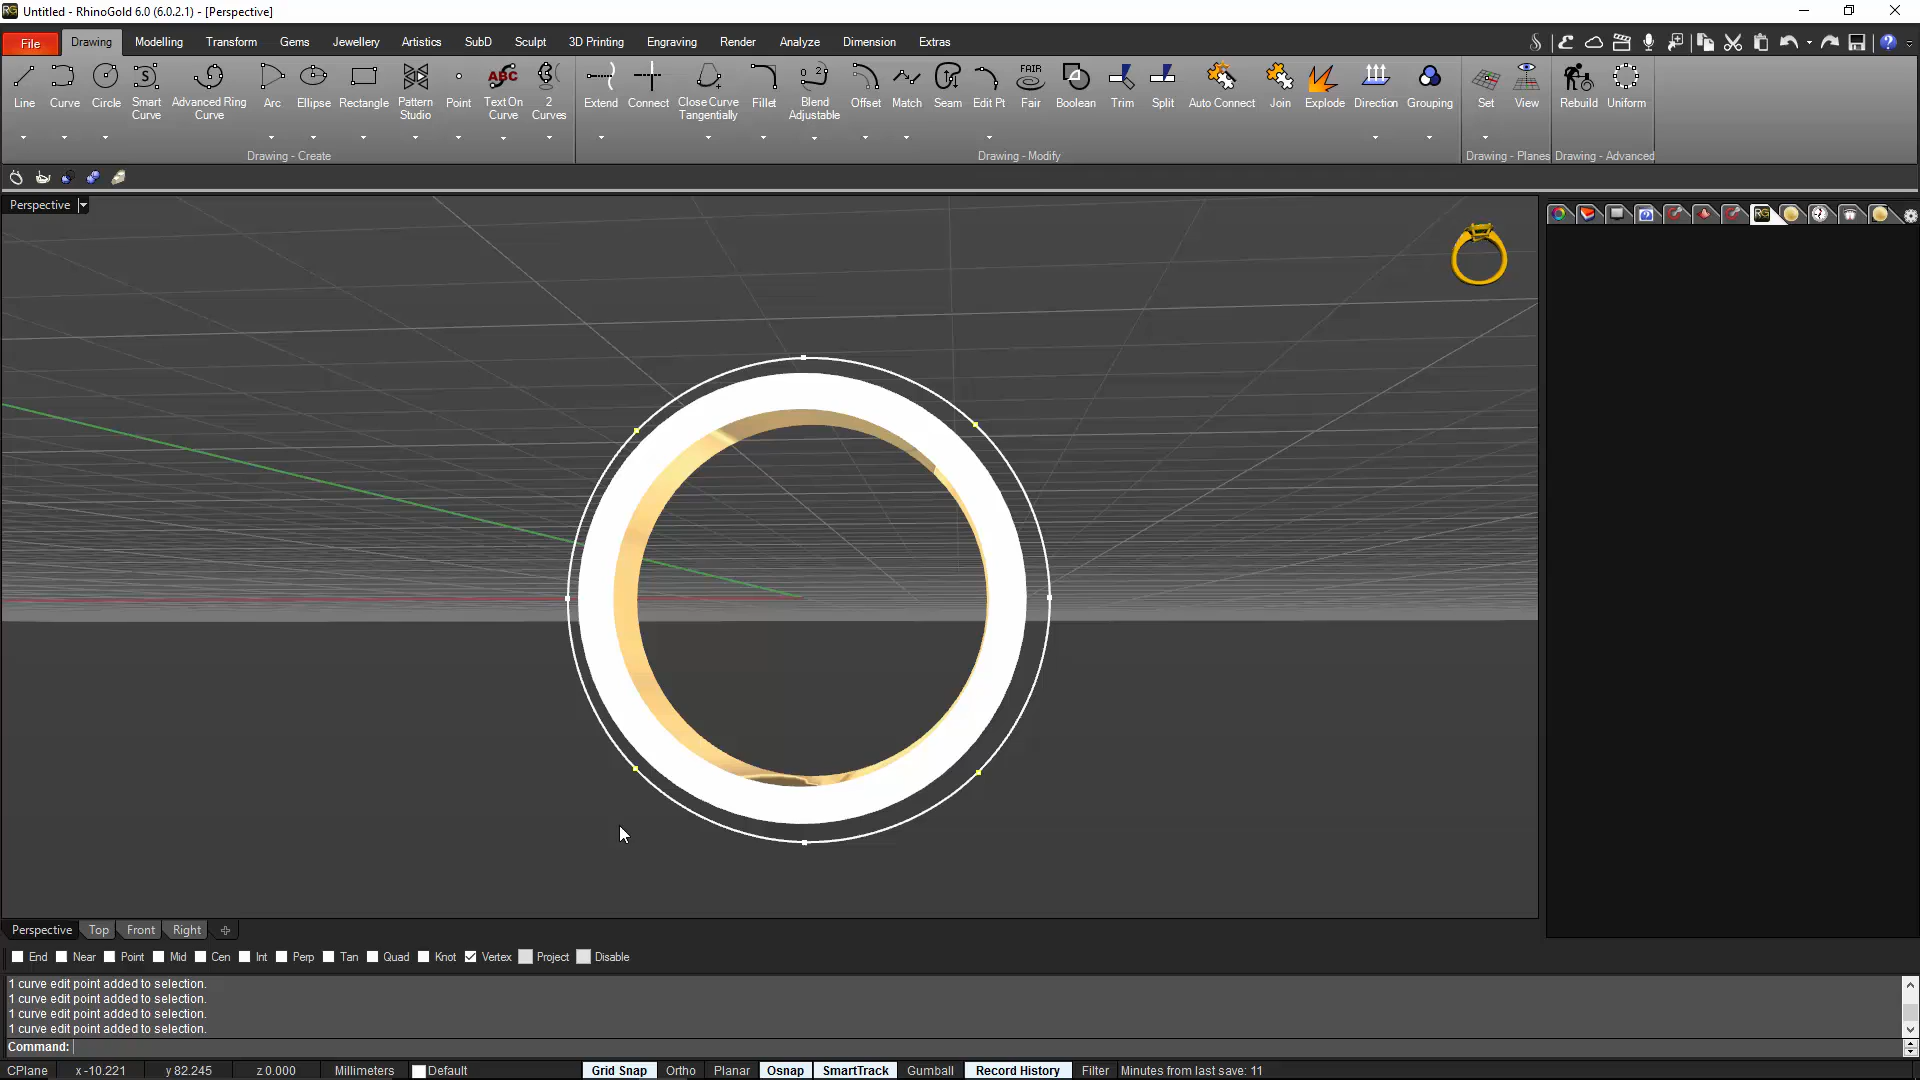 Untitled - RhinoGold 6.0 (6.0.2.1) - [Perspective]
File Drawing Modelling Transform Gems Jewellery Artistics SubD Sculpt 3D Printing Engraving Render Analyze Dimension Extras
Line Curve Circle Smart Curve Advanced Ring Curve Arc Ellipse Rectangle Pattern Studio Point Text On Curve 2 Curves Extend Connect Close Curve Tangentially Fillet Blend Adjustable Offset Match Seam Edit Pt Fair Boolean Trim Split Auto Connect Join Explode Direction Grouping Set View Rebuild Uniform
Drawing - Create Drawing - Modify Drawing - Planes Drawing - Advanced
Perspective
Perspective Top Front Right
End Near Point Mid Cen Int Perp Tan Quad Knot Vertex Project Disable
1 curve edit point added to selection.
1 curve edit point added to selection.
1 curve edit point added to selection.
1 curve edit point added to selection.
Command:
CPlane x -10.221 y 82.245 z 0.000 Millimeters Default Grid Snap Ortho Planar Osnap SmartTrack Gumball Record History Filter Minutes from last save: 11